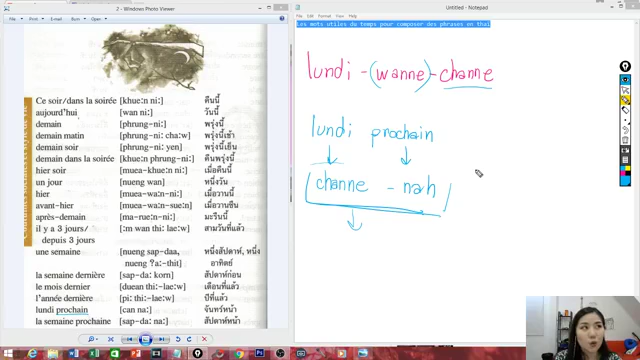 2 - Windows Photo Viewer
File
Print
E-mail
Burn
Open
Ce soir/dans la soirée [khue:n ni:] คืนนี้
aujourd'hui [wan ni:] วันนี้
demain [phrung-ni:] พรุ่งนี้
demain matin [phrung-ni: cha:w] พรุ่งนี้เช้า
demain soir [phrung-ni: yen] พรุ่งนี้เย็น
demain dans la soirée [khue:n phrung-ni:] คืนพรุ่งนี้
hier soir [muea-khue:n ni:] เมื่อคืนนี้
un jour [nueng wan] หนึ่งวัน
hier [muea-wa:n-ni:] เมื่อวานนี้
avant-hier [muea-wa:n-sue:n] เมื่อวานซืน
après-demain [ma-rue:n-ni:] มะรืนนี้
il y a 3 jours/ [:m wan thi:-lae:w] สามวันที่แล้ว
depuis 3 jours
une semaine [nueng sap-daa, หนึ่งสัปดาห์, หนึ่ง
nueng ?a:-thit] อาทิตย์
la semaine dernière [sap-da: korn] สัปดาห์ก่อน
le mois dernier [duean thi:-lae:w] เดือนที่แล้ว
l'année dernière [pi: thi:-lae:w] ปีที่แล้ว
lundi prochain [can na:] จันทร์หน้า
la semaine prochaine [sap-da: na:] สัปดาห์หน้า
Untitled - Notepad
File Edit Format View Help
Les mots utiles du temps pour composer des phrases en thaï
lundi - (wanne) - channe
lundi prochain
channe - nah